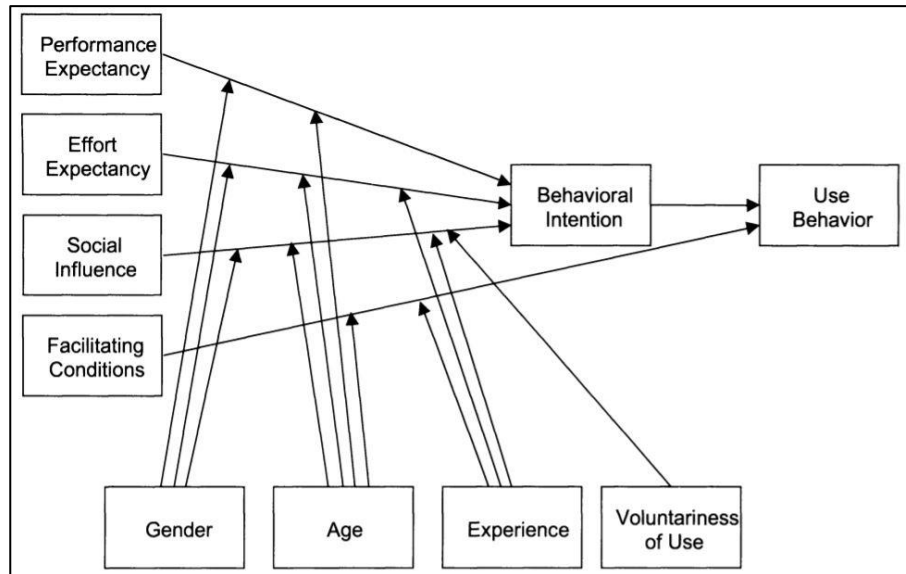 Performance
Expectancy
Effort
Expectancy
Social
Influence
Facilitating
Conditions
Behavioral
Intention
Use
Behavior
Gender
Age
Experience
Voluntariness
of Use